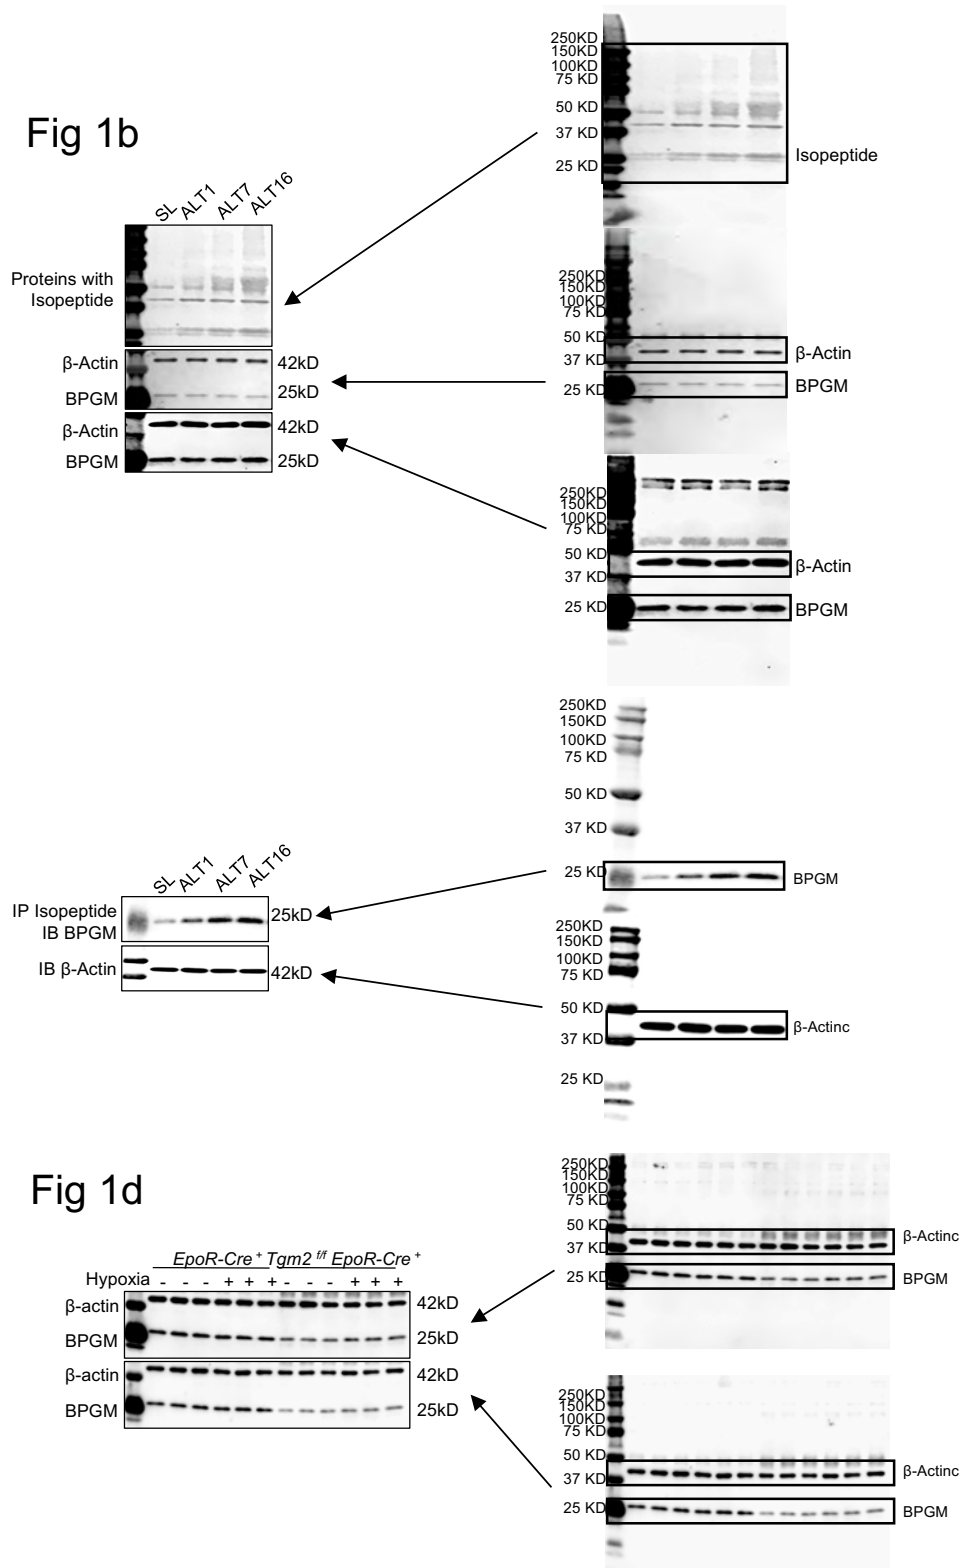 Fig 1b
SL ALT1 ALT7 ALT16
Proteins with
Isopeptide
β-Actin 42kD
BPGM 25kD
β-Actin 42kD
BPGM 25kD
250KD
150KD
100KD
75 KD
50 KD
37 KD
25 KD
Isopeptide
250KD
150KD
100KD
75 KD
50 KD
37 KD
25 KD
β-Actin
BPGM
250KD
150KD
100KD
75 KD
50 KD
37 KD
25 KD
β-Actin
BPGM
SL ALT1 ALT7 ALT16
IP Isopeptide
IB BPGM
25kD
IB β-Actin 42kD
250KD
150KD
100KD
75 KD
50 KD
37 KD
25 KD
BPGM
250KD
150KD
100KD
75 KD
50 KD
37 KD
25 KD
β-Actinc
Fig 1d
EpoR-Cre + Tgm2 f/f EpoR-Cre +
Hypoxia - - - + + + - - - + + +
β-actin 42kD
BPGM 25kD
β-actin 42kD
BPGM 25kD
250KD
150KD
100KD
75 KD
50 KD
37 KD
25 KD
β-Actinc
BPGM
250KD
150KD
100KD
75 KD
50 KD
37 KD
25 KD
β-Actinc
BPGM